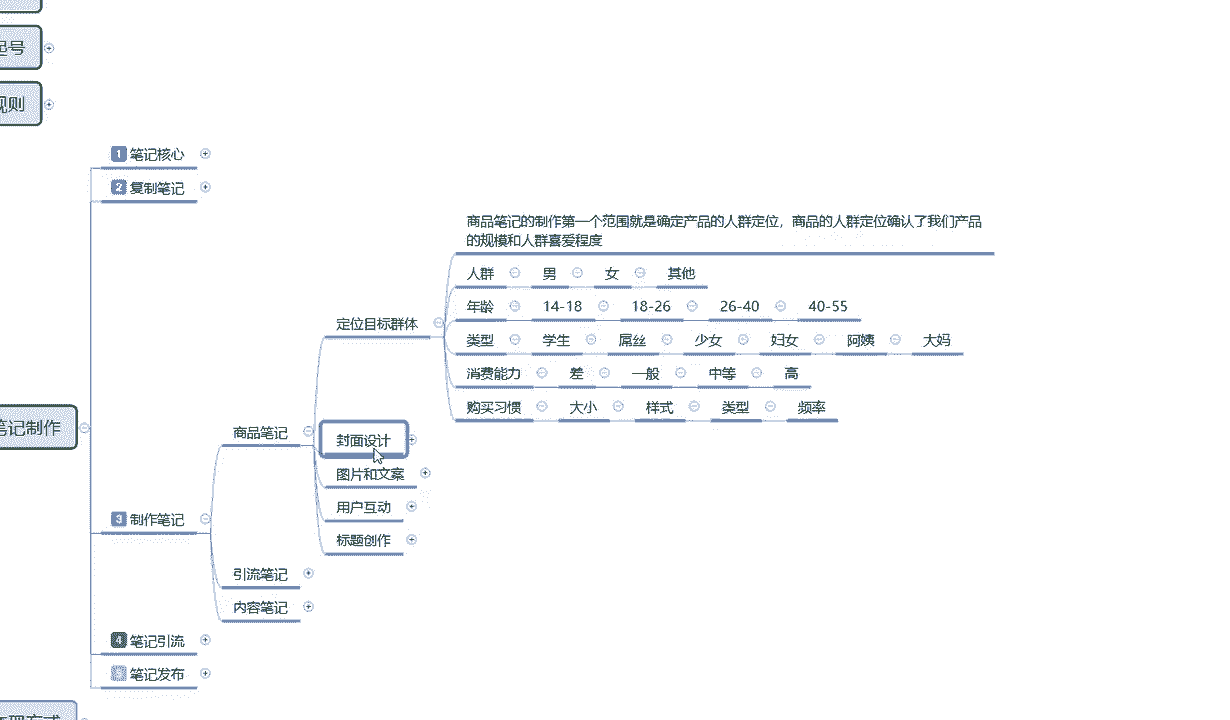 起号
规则
1 笔记核心
2 复制笔记
商品笔记的制作第一个范围就是确定产品的人群定位，商品的人群定位确认了我们产品
的规模和人群喜爱程度
人群 男 女 其他
年龄 14-18 18-26 26-40 40-55
定位目标群体
类型 学生 屌丝 少女 妇女 阿姨 大妈
消费能力 差 一般 中等 高
购买习惯 大小 样式 类型 频率
笔记制作
商品笔记
封面设计
图片和文案
用户互动
标题创作
3 制作笔记
引流笔记
内容笔记
4 笔记引流
笔记发布